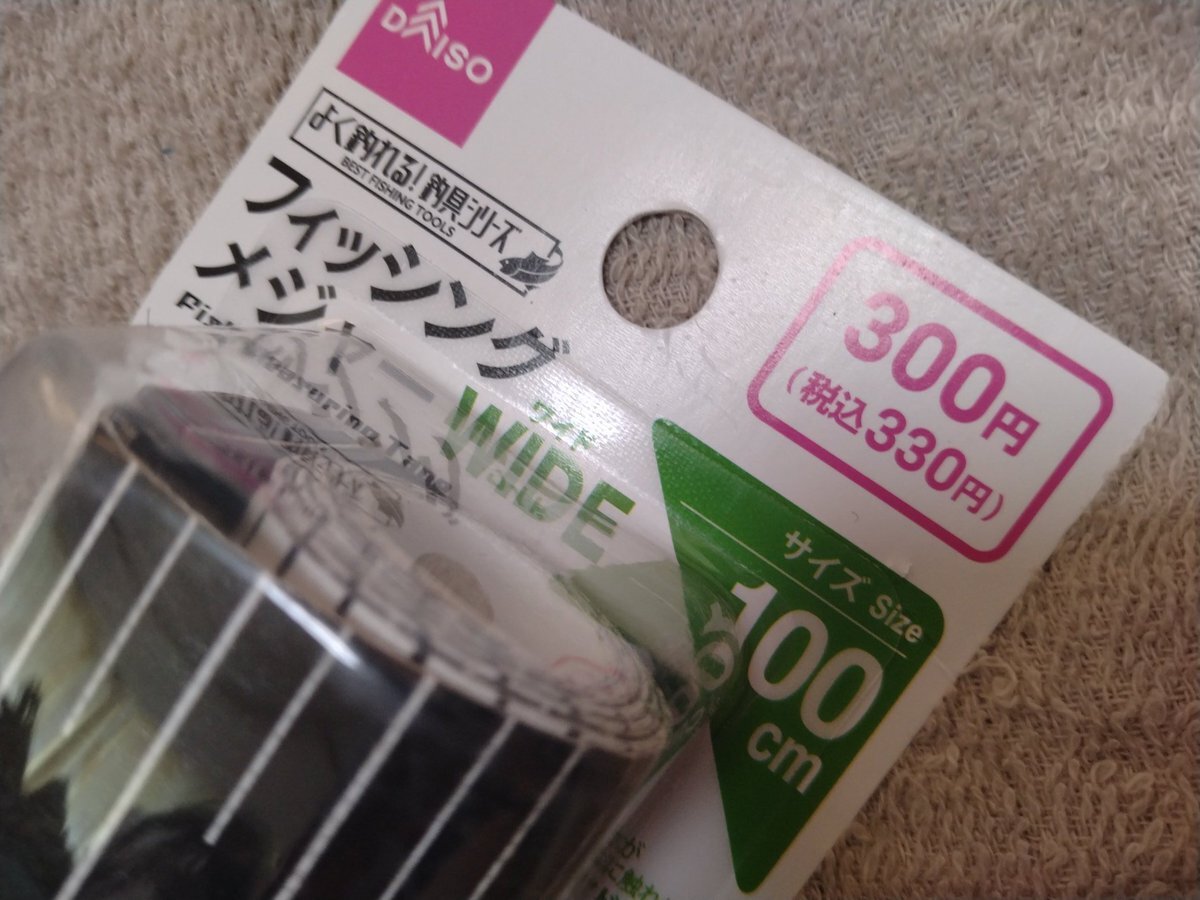 DAISO
よく釣れる!釣具シリーズ
BEST FISHING TOOLS
フィッシング
メジャー
ワイド
WIDE
300円
(税込330円)
サイズ Size
100
cm